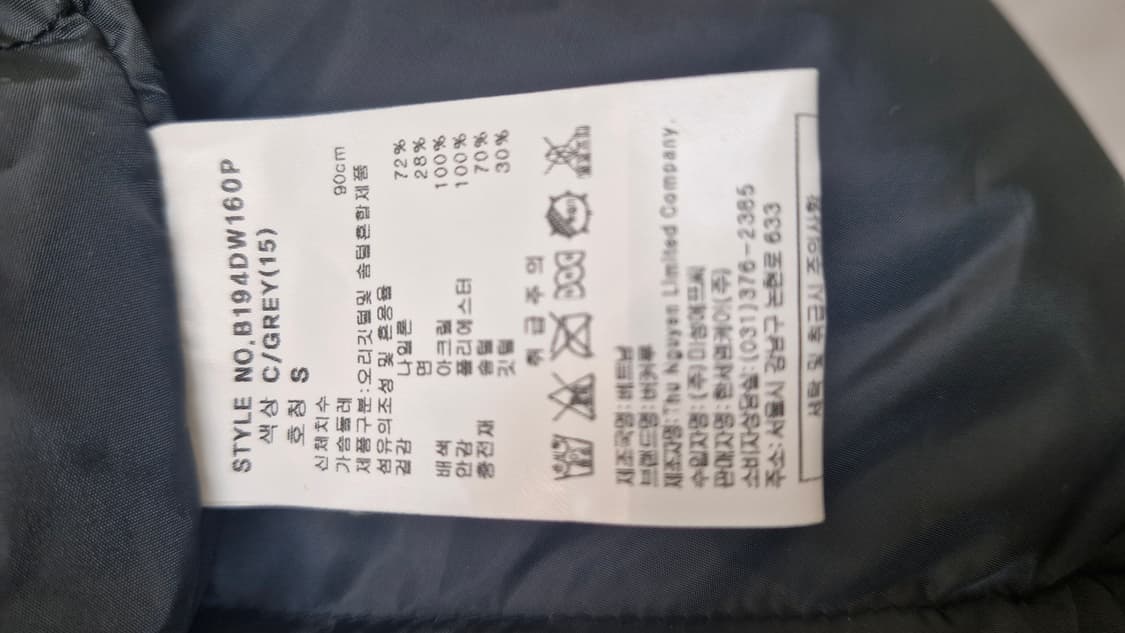 STYLE NO.B194DW160P
색상 C/GREY(15)
호칭 S
신체치수
가슴둘레 90cm
제품구분:오리깃털및 솜털혼합제품
섬유의조성 및 혼용율
겉감 나일론 72%
면 28%
배색 아크릴 100%
안감 폴리에스터 100%
충전재 솜털 70%
깃털 30%
취급주의
제조국명:베트남
브랜드명:버커루
제조자명:Thu Nguyen Limited Company.
수입자명:(주)미성에프씨
판매자명:한세엠케이(주)
소비자상담실:(031)376-2385
주소:서울시 강남구 논현로 633
세탁 및 취급시 주의사항